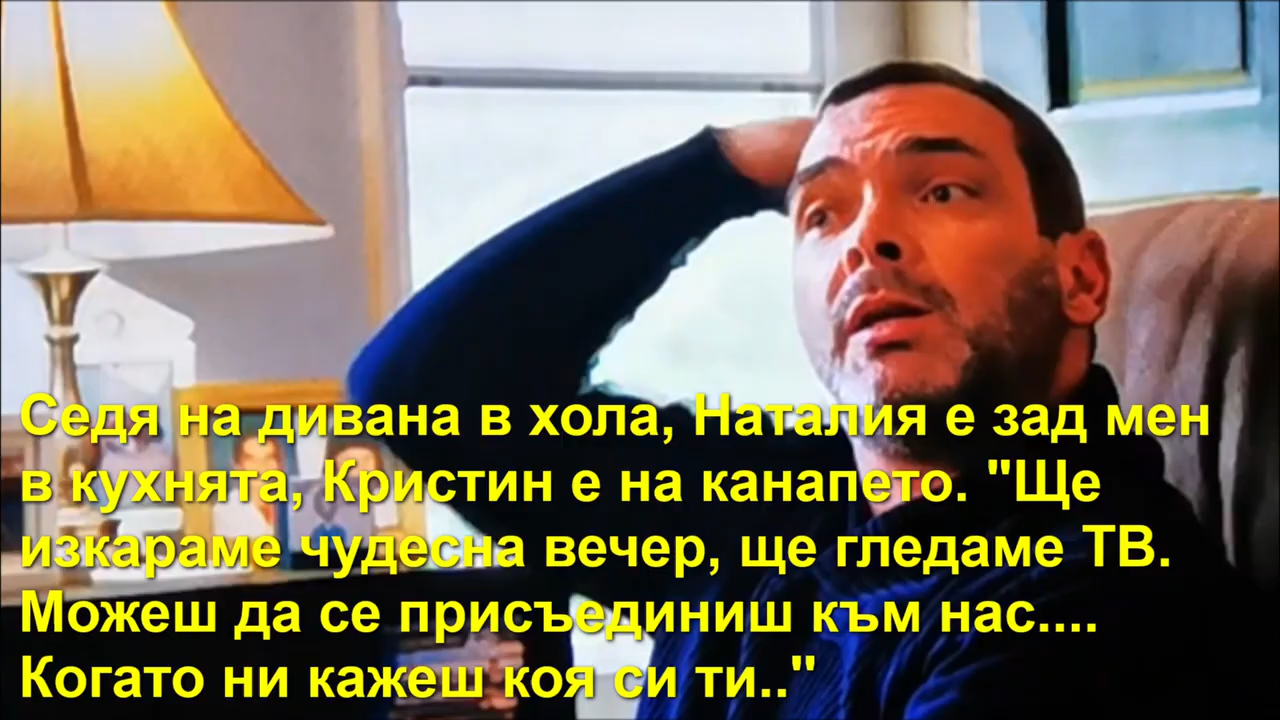 Седя на дивана в хола, Наталия е зад мен
в кухнята, Кристин е на канапето. "Ще
изкараме чудесна вечер, ще гледаме ТВ.
Можеш да се присъединиш към нас....
Когато ни кажеш коя си ти.."